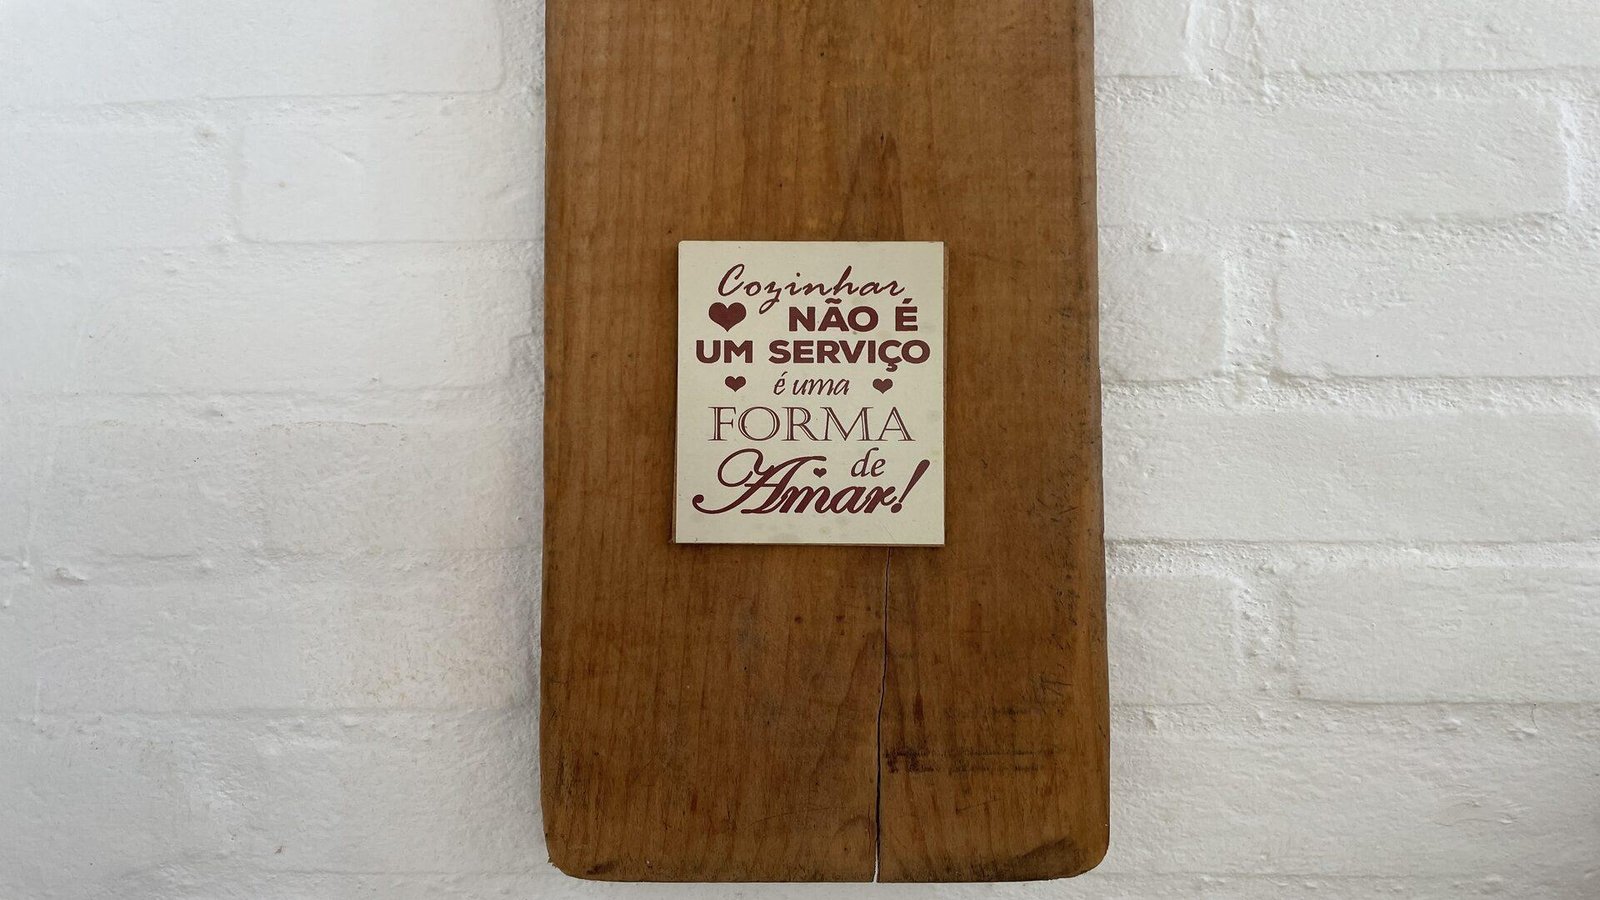 Cozinhar
NÃO É
UM SERVIÇO
é uma
FORMA
de
Amar!